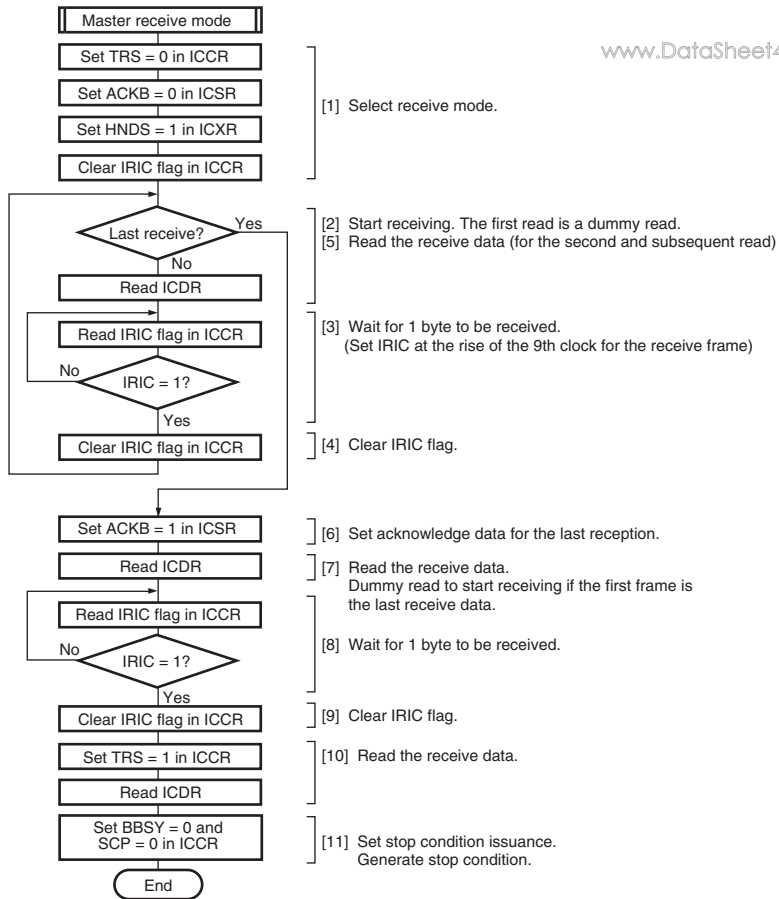 Master receive mode
www.DataSheet4
Set TRS = 0 in ICCR
Set ACKB = 0 in ICSR
[1] Select receive mode.
Set HNDS = 1 in ICXR
Clear IRIC flag in ICCR
Last receive?
Yes
No
[2] Start receiving. The first read is a dummy read.
[5] Read the receive data (for the second and subsequent read)
Read ICDR
Read IRIC flag in ICCR
[3] Wait for 1 byte to be received.
(Set IRIC at the rise of the 9th clock for the receive frame)
No
IRIC = 1?
Yes
Clear IRIC flag in ICCR
[4] Clear IRIC flag.
Set ACKB = 1 in ICSR
[6] Set acknowledge data for the last reception.
Read ICDR
[7] Read the receive data.
Dummy read to start receiving if the first frame is
the last receive data.
Read IRIC flag in ICCR
No
IRIC = 1?
[8] Wait for 1 byte to be received.
Yes
Clear IRIC flag in ICCR
[9] Clear IRIC flag.
Set TRS = 1 in ICCR
[10] Read the receive data.
Read ICDR
Set BBSY = 0 and
SCP = 0 in ICCR
[11] Set stop condition issuance.
Generate stop condition.
End